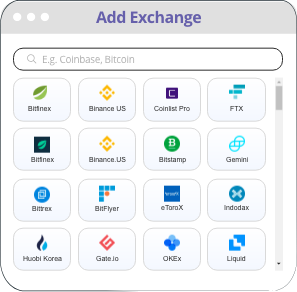 Add Exchange
E.g. Coinbase, Bitcoin
Bitfinex
Binance US
Coinlist Pro
FTX
Bitfinex
Binance.US
Bitstamp
Gemini
Bittrex
BitFlyer
eToroX
Indodax
Huobi Korea
Gate.io
OKEx
Liquid